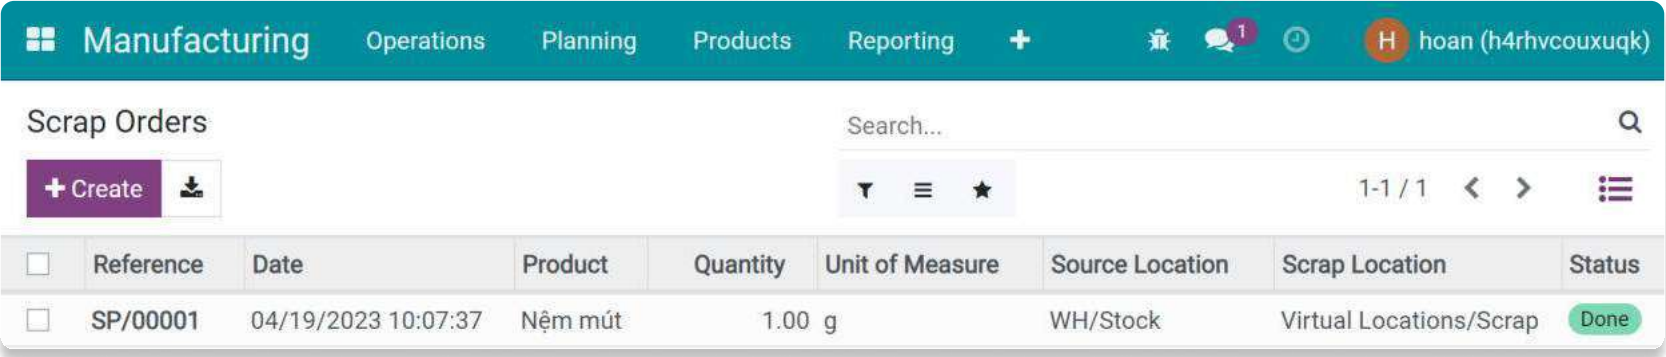 Manufacturing Operations Planning Products Reporting + 1 H hoan (h4rhvcouxuqk)
Scrap Orders Search...
+ Create 1-1 / 1
Reference Date Product Quantity Unit of Measure Source Location Scrap Location Status
SP/00001 04/19/2023 10:07:37 Nệm mút 1.00 g WH/Stock Virtual Locations/Scrap Done